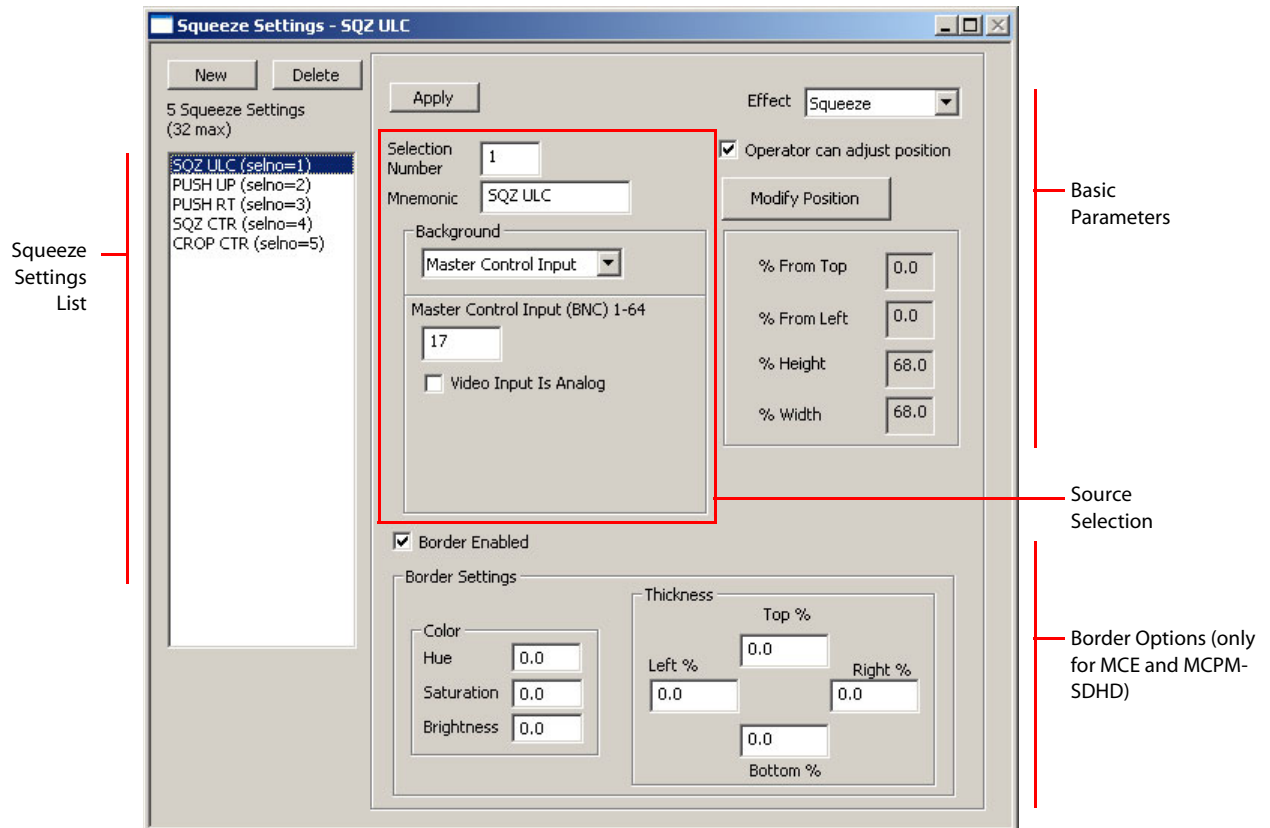 Squeeze Settings - SQZ ULC
New
Delete
5 Squeeze Settings
(32 max)
SQZ ULC (selno=1)
PUSH UP (selno=2)
PUSH RT (selno=3)
SQZ CTR (selno=4)
CROP CTR (selno=5)
Squeeze
Settings
List
Apply
Effect
Squeeze
Selection
Number
1
Mnemonic
SQZ ULC
Operator can adjust position
Modify Position
Background
Master Control Input
Master Control Input (BNC) 1-64
17
Video Input Is Analog
% From Top
0.0
% From Left
0.0
% Height
68.0
% Width
68.0
Basic
Parameters
Source
Selection
Border Enabled
Border Settings
Color
Hue
0.0
Saturation
0.0
Brightness
0.0
Thickness
Top %
0.0
Left %
0.0
Right %
0.0
0.0
Bottom %
Border Options (only
for MCE and MCPM-
SDHD)